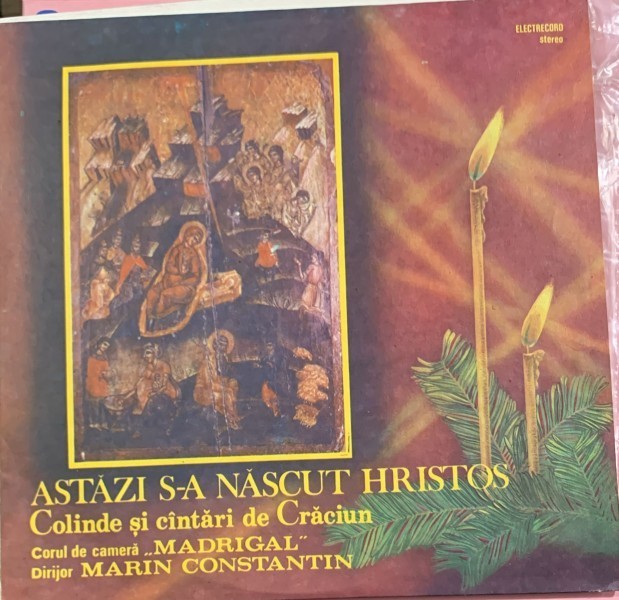 ELECTRECORD
stereo
ASTĂZI S-A NĂSCUT HRISTOS
Colinde și cîntări de Crăciun
Corul de cameră „MADRIGAL”
Dirijor MARIN CONSTANTIN